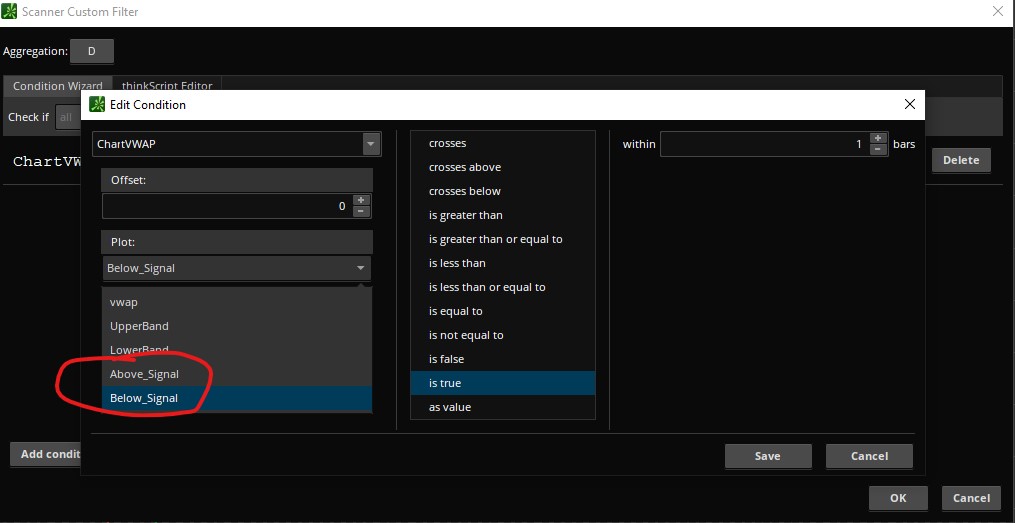 Scanner Custom Filter
Aggregation: D
Condition Wizard thinkScript Editor
Check if all
ChartVW
Delete
Edit Condition
ChartVWAP
Offset:
0
Plot:
Below_Signal
vwap
UpperBand
LowerBand
Above_Signal
Below_Signal
crosses
crosses above
crosses below
is greater than
is greater than or equal to
is less than
is less than or equal to
is equal to
is not equal to
is false
is true
as value
within 1 bars
Save Cancel
Add condit
OK Cancel